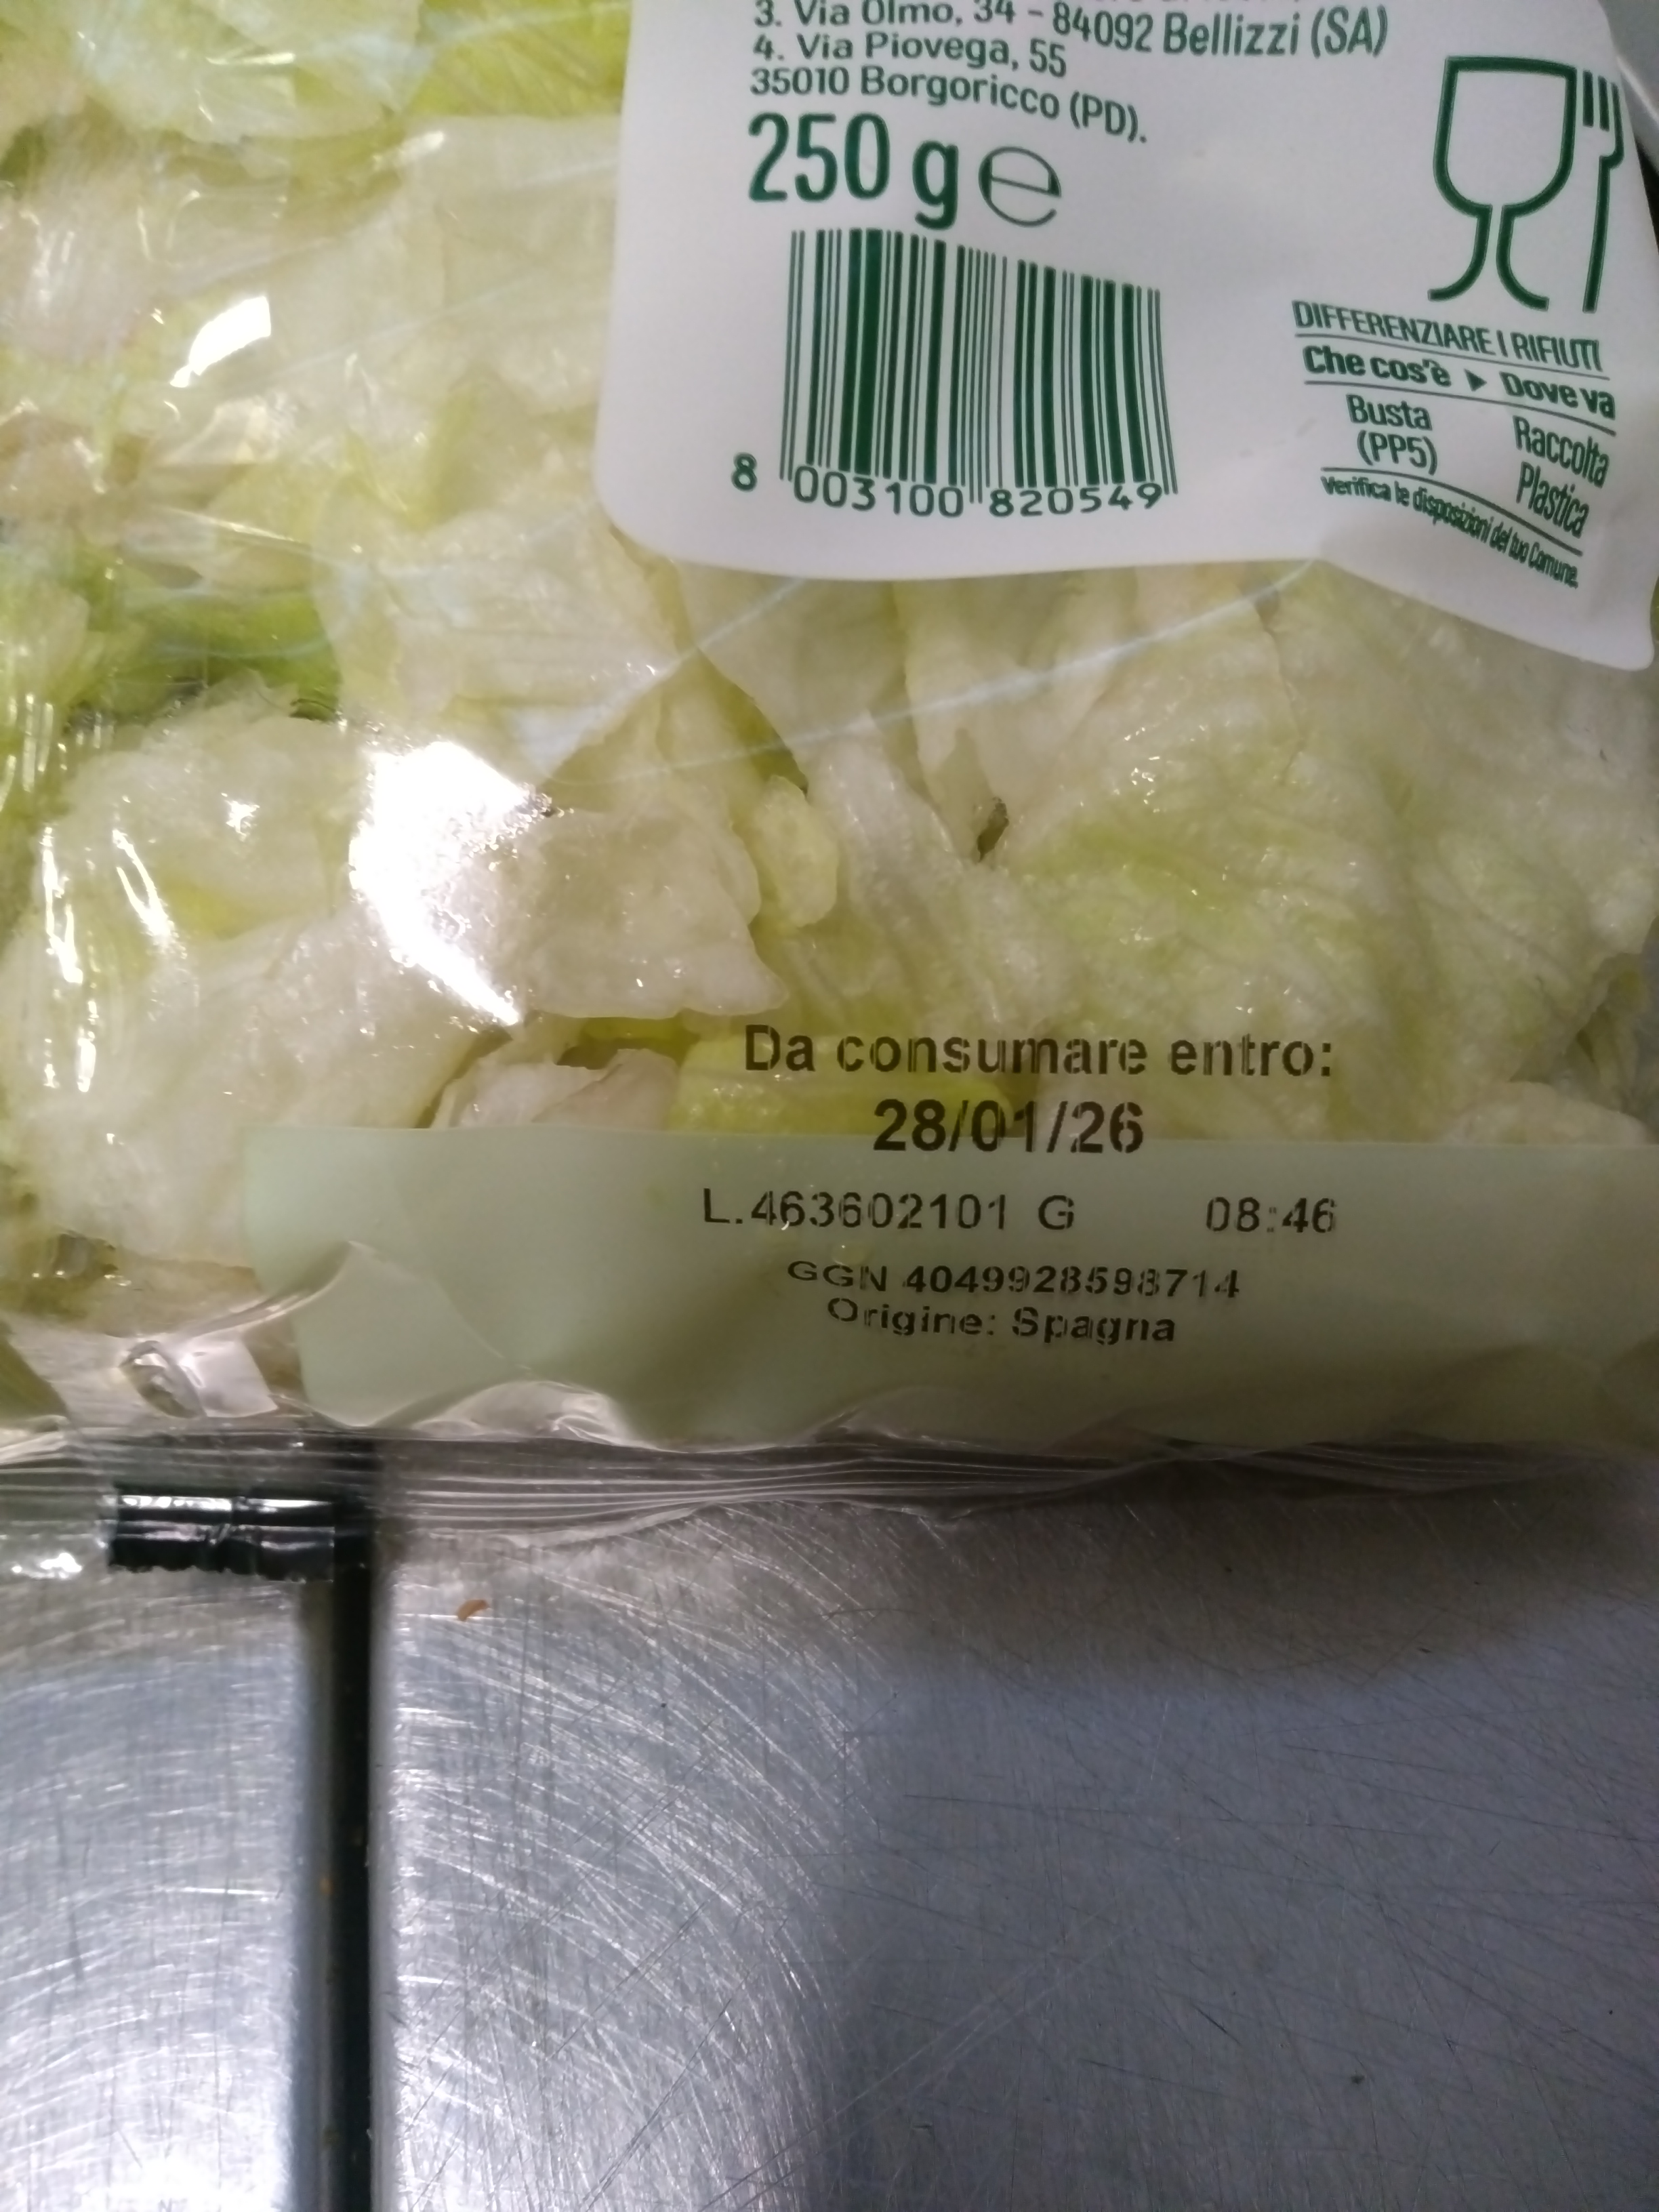 3. Via Olmo, 34 - 84092 Bellizzi (SA)
4. Via Piovega, 55
35010 Borgoricco (PD).
250 g e
8 003100 820549
DIFFERENZIARE I RIFIUTI
Che cos'è ▶ Dove va
Busta (PP5) Raccolta Plastica
Verifica le disposizioni del tuo Comune.
Da consumare entro:
28/01/26
L.463602101 G 08:46
GGN 4049928598714
Origine: Spagna